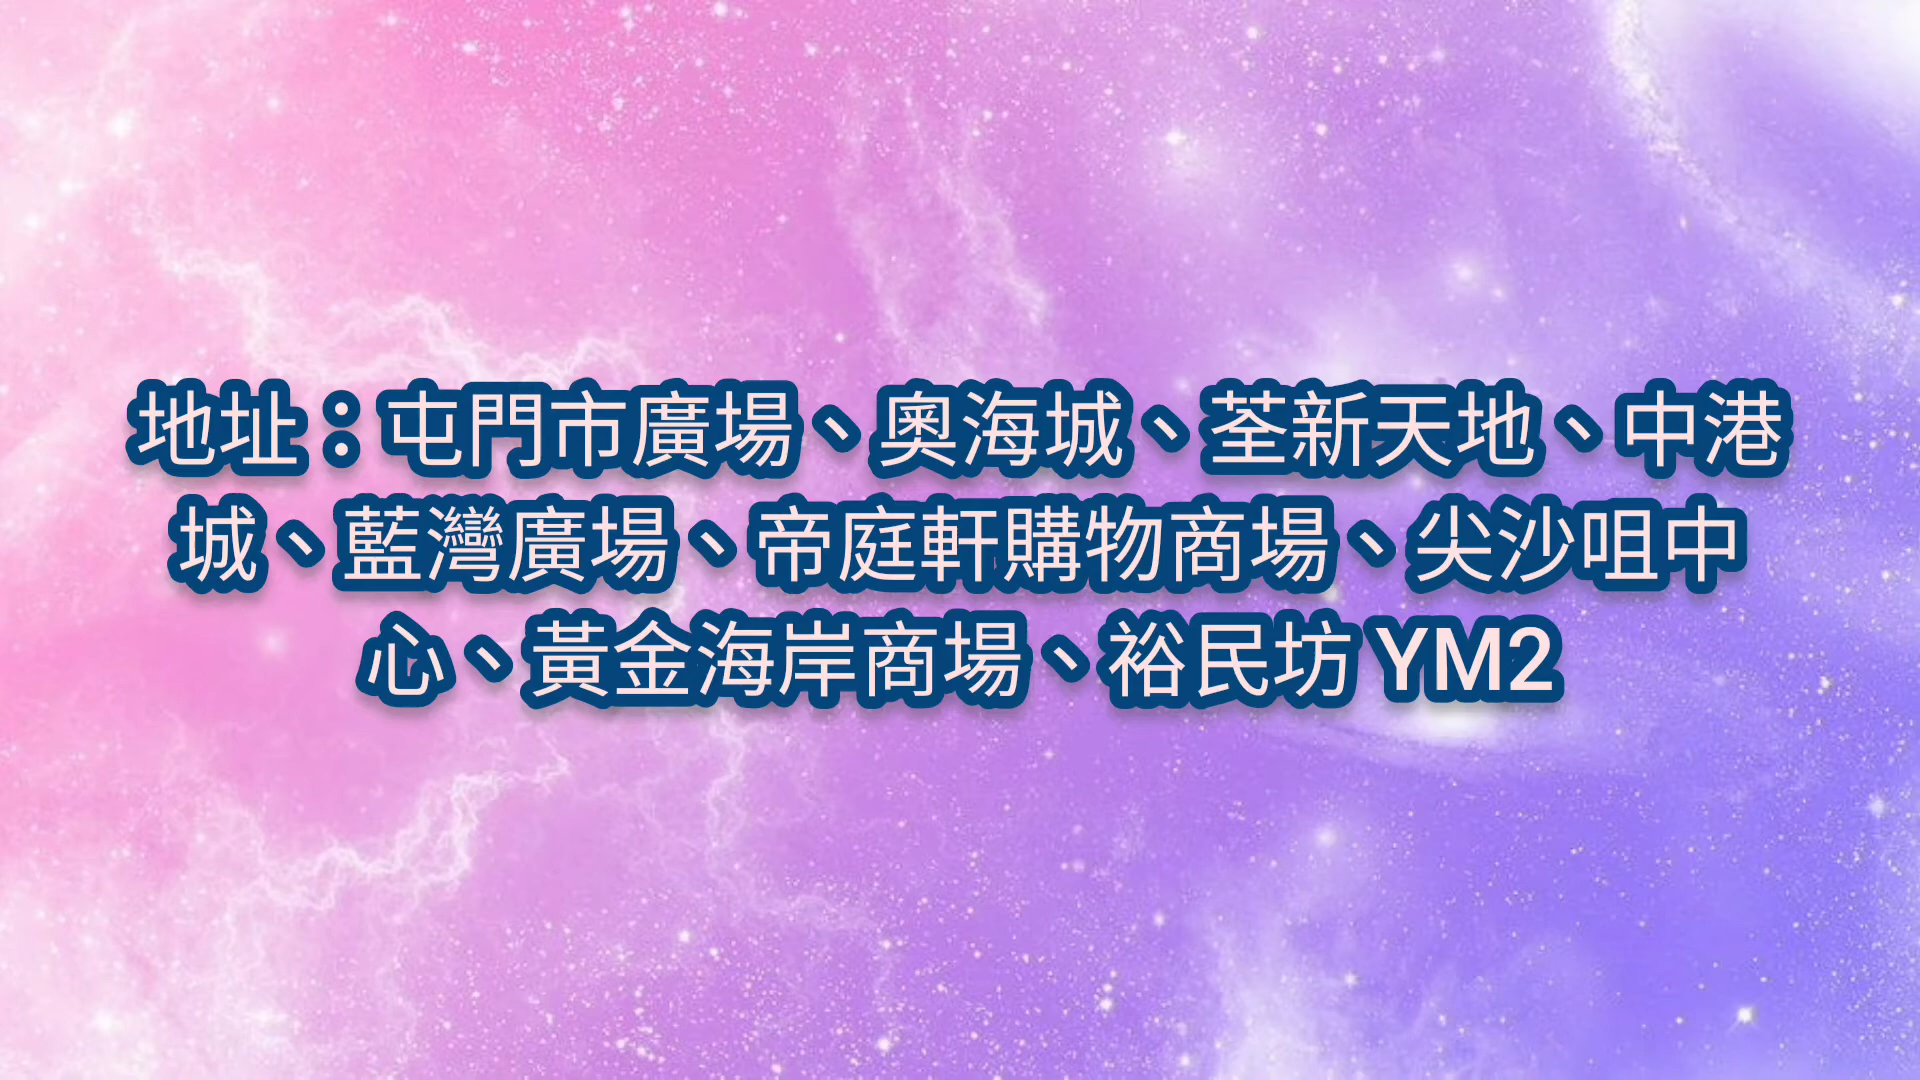 地址：屯門市廣場、奧海城、荃新天地、中港
城、藍灣廣場、帝庭軒購物商場、尖沙咀中
心、黃金海岸商場、裕民坊 YM2